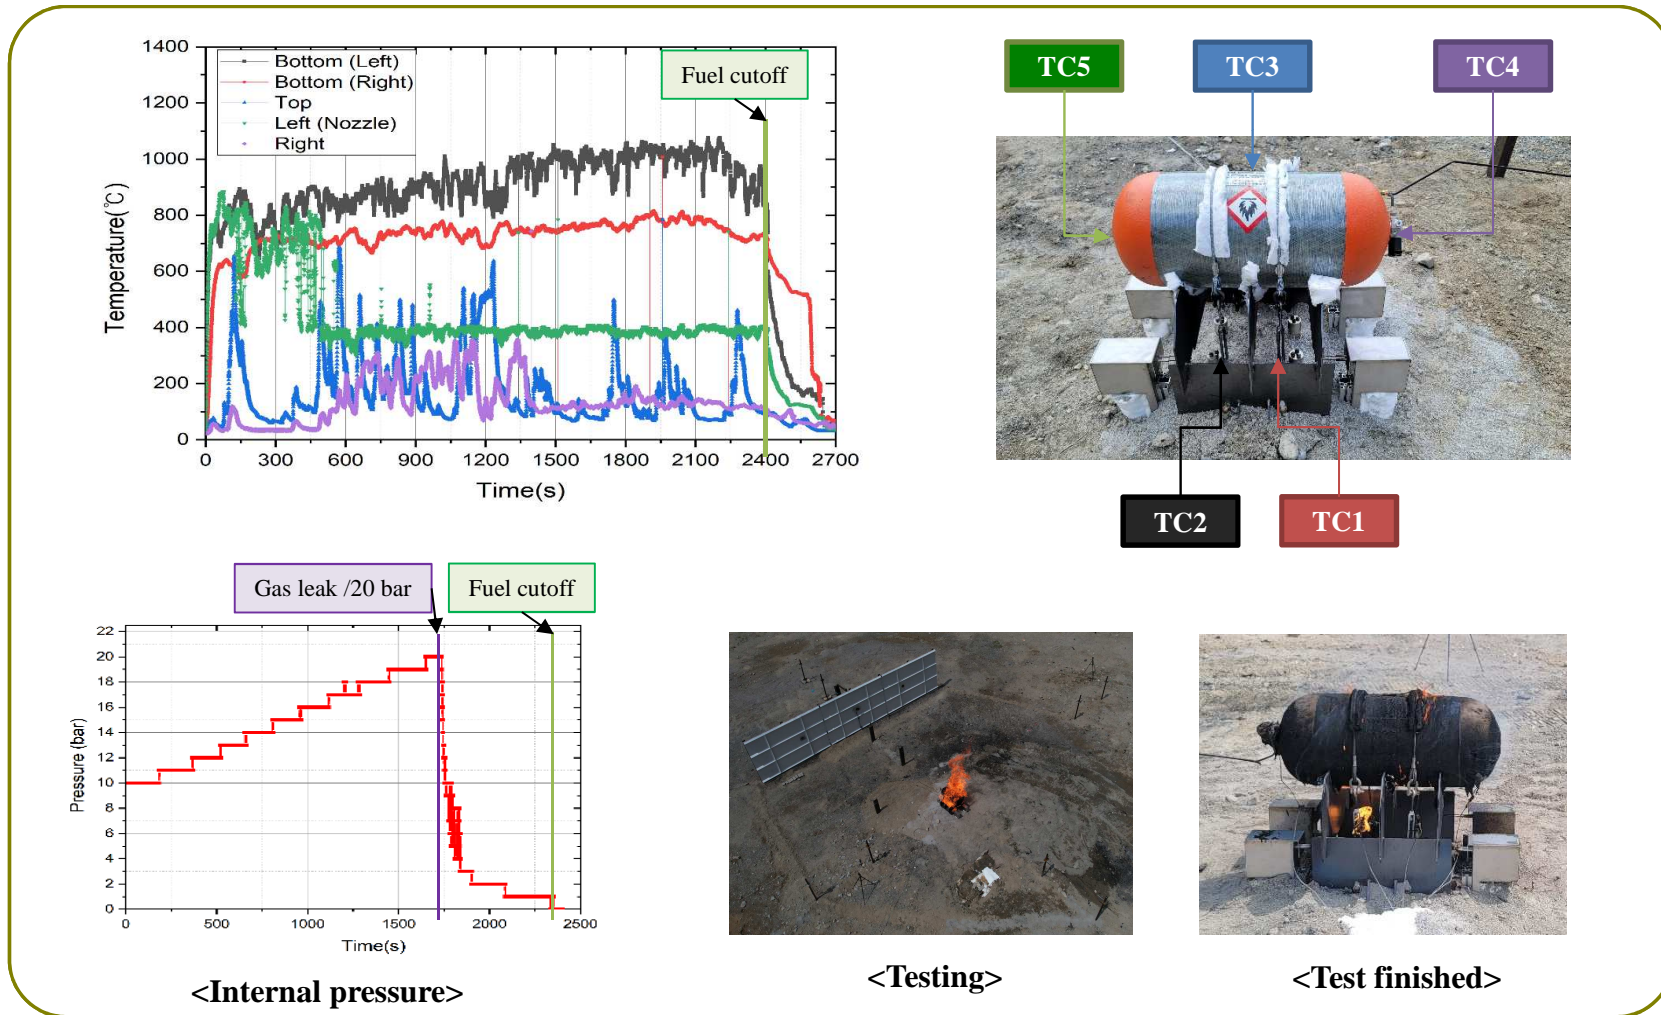 1400
1200
1000
800
600
400
200
0
Temperature(℃)
Bottom (Left)
Bottom (Right)
Top
Left (Nozzle)
Right
Fuel cutoff
0 300 600 900 1200 1500 1800 2100 2400 2700
Time(s)
TC5 TC3 TC4
TC2 TC1
Gas leak /20 bar
Fuel cutoff
22
20
18
16
14
12
10
8
6
4
2
0
Pressure (bar)
0 500 1000 1500 2000 2500
Time(s)
<Internal pressure>
<Testing>
<Test finished>